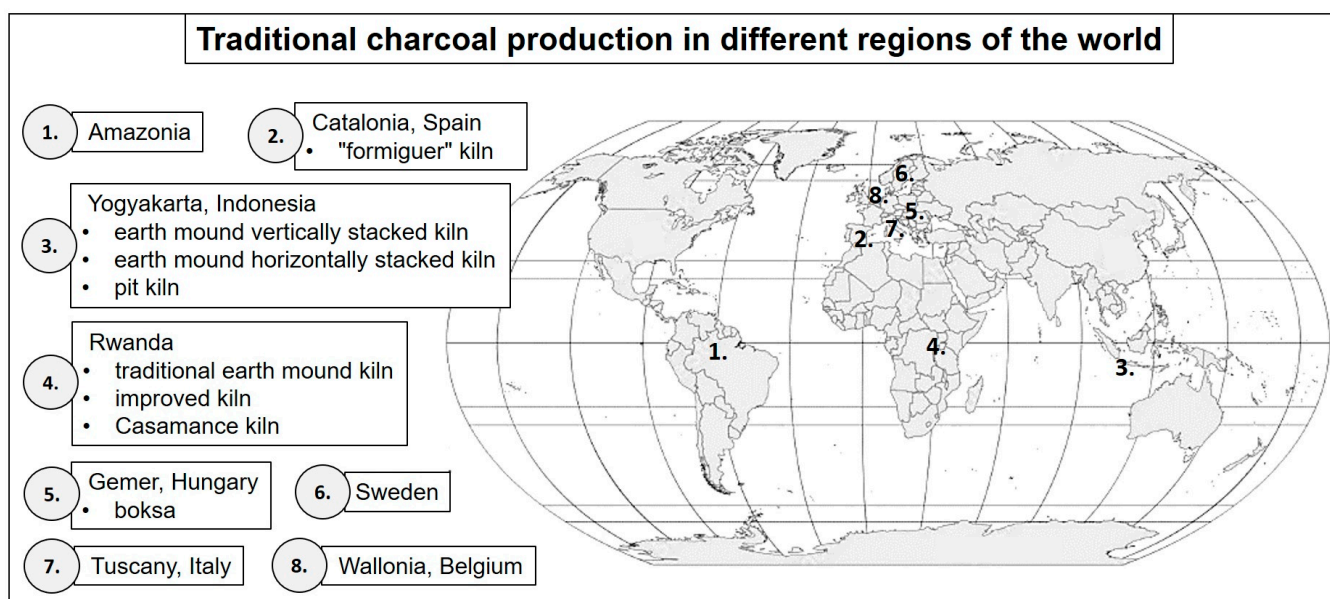 Traditional charcoal production in different regions of the world
1. Amazonia
2. Catalonia, Spain
• "formiguer" kiln
3. Yogyakarta, Indonesia
• earth mound vertically stacked kiln
• earth mound horizontally stacked kiln
• pit kiln
4. Rwanda
• traditional earth mound kiln
• improved kiln
• Casamance kiln
5. Gemer, Hungary
• boksa
6. Sweden
7. Tuscany, Italy
8. Wallonia, Belgium
6.
8.
5.
7.
2.
4.
1.
3.